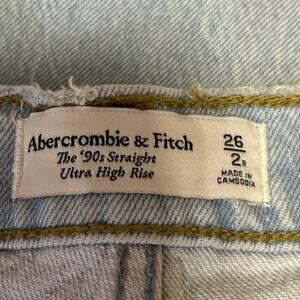 Abercrombie & Fitch
The '90s Straight
Ultra High Rise
26
2R
MADE IN
CAMBODIA